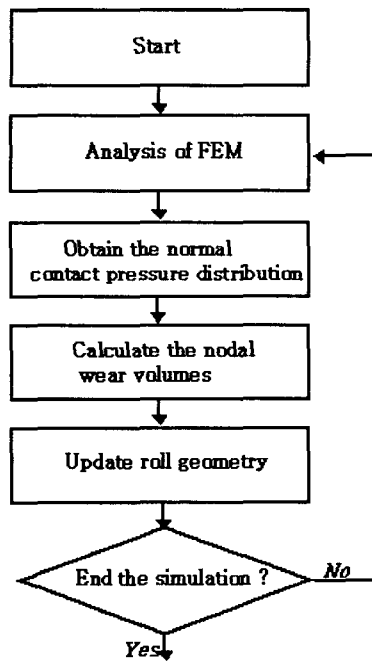 Start
Analysis of FEM
Obtain the normal
contact pressure distribution
Calculate the nodal
wear volumes
Update roll geometry
End the simulation ?
No
Yes